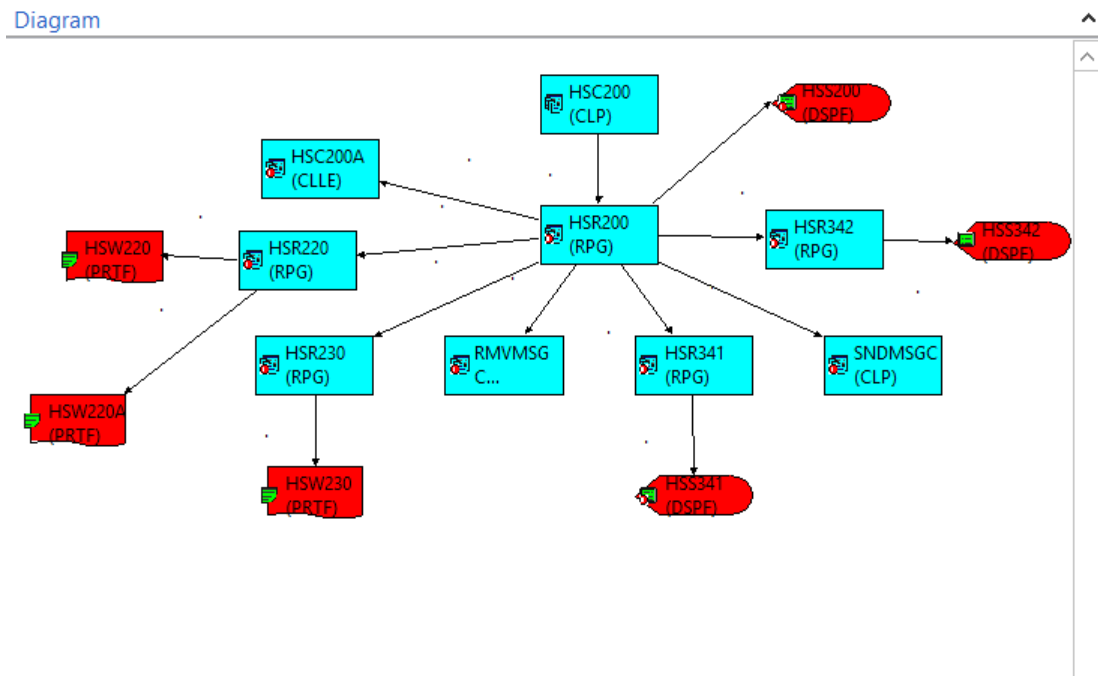 Diagram
HSC200
(CLP)
HSS200
(DSPF)
HSC200A
(CLLE)
HSR200
(RPG)
HSR342
(RPG)
HSS342
(DSPF)
HSW220
(PRTF)
HSR220
(RPG)
HSR230
(RPG)
RMVMSG
C...
HSR341
(RPG)
SNDMSGC
(CLP)
HSW220A
(PRTF)
HSW230
(PRTF)
HSS341
(DSPF)